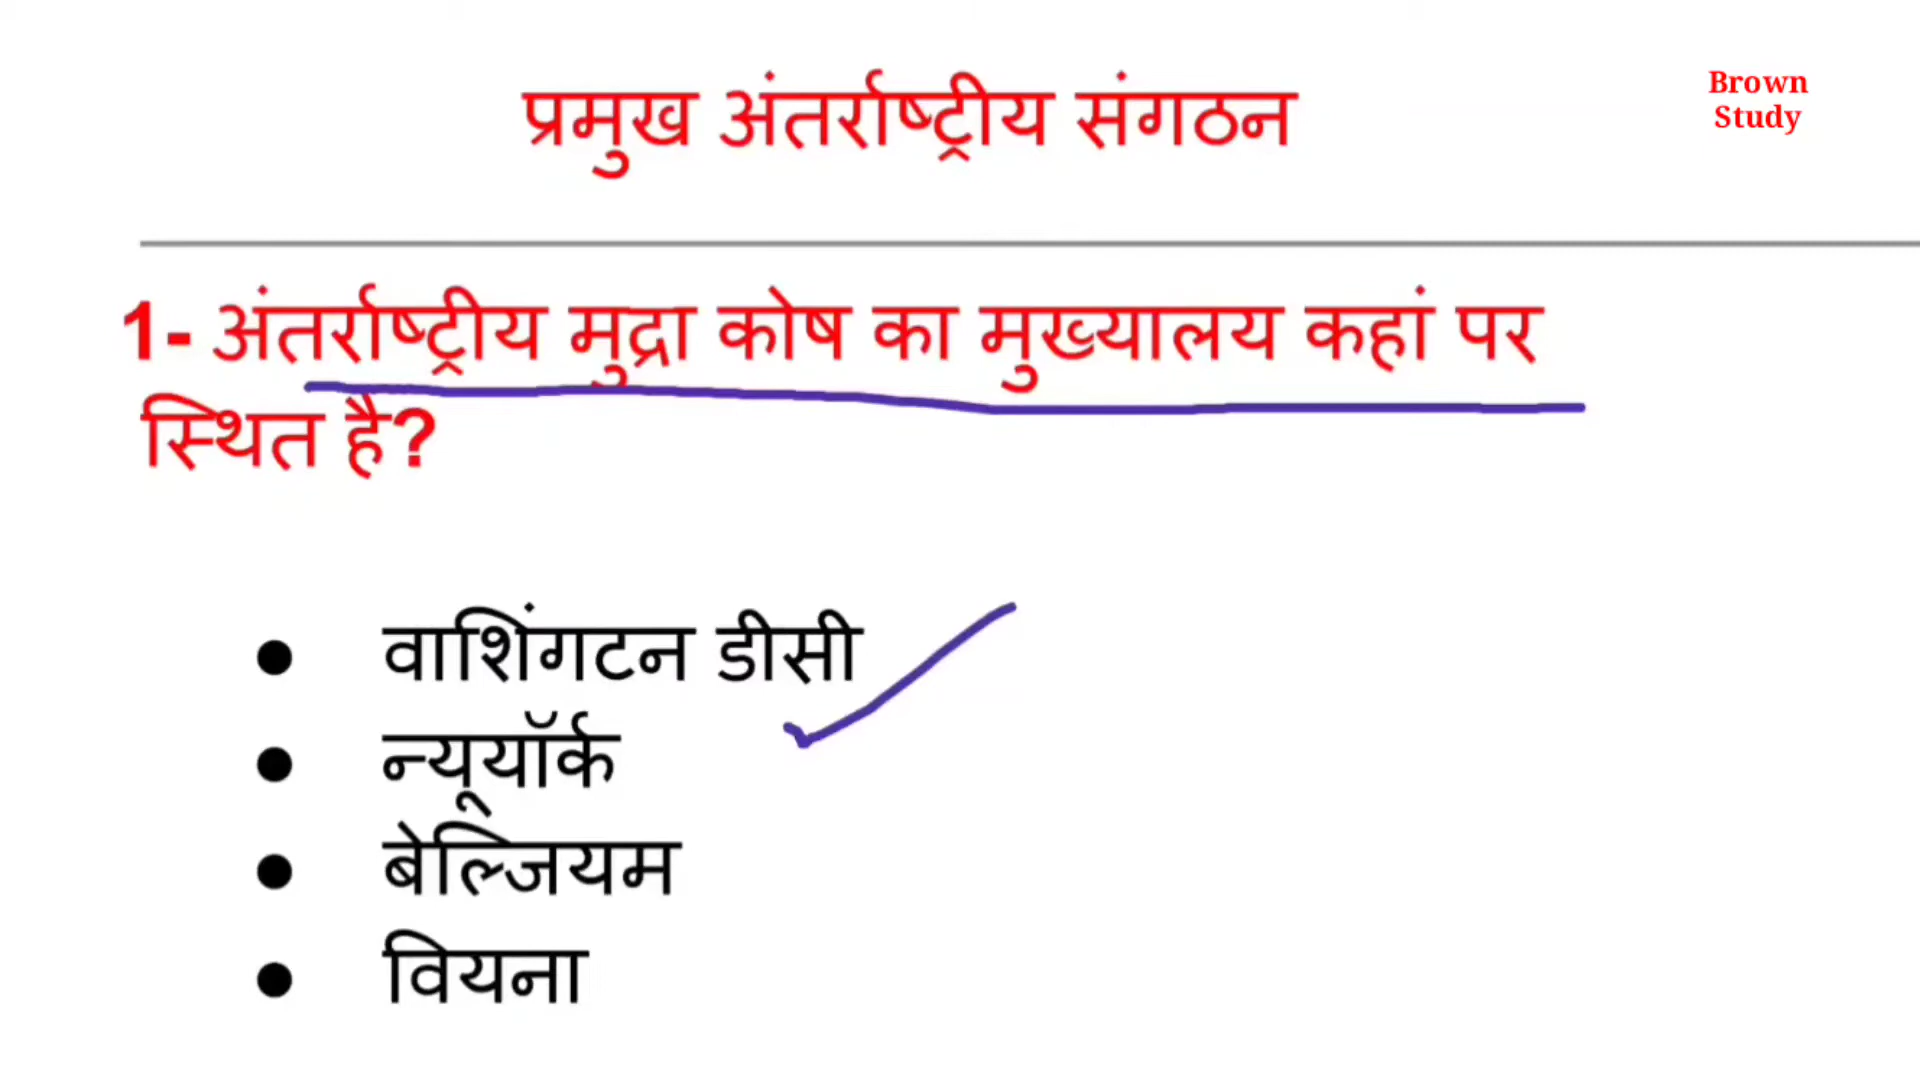 प्रमुख अंतर्राष्ट्रीय संगठन
Brown
Study
1- अंतर्राष्ट्रीय मुद्रा कोष का मुख्यालय कहां पर
स्थित है?
● वाशिंगटन डीसी
● न्यूयॉर्क
● बेल्जियम
● वियना